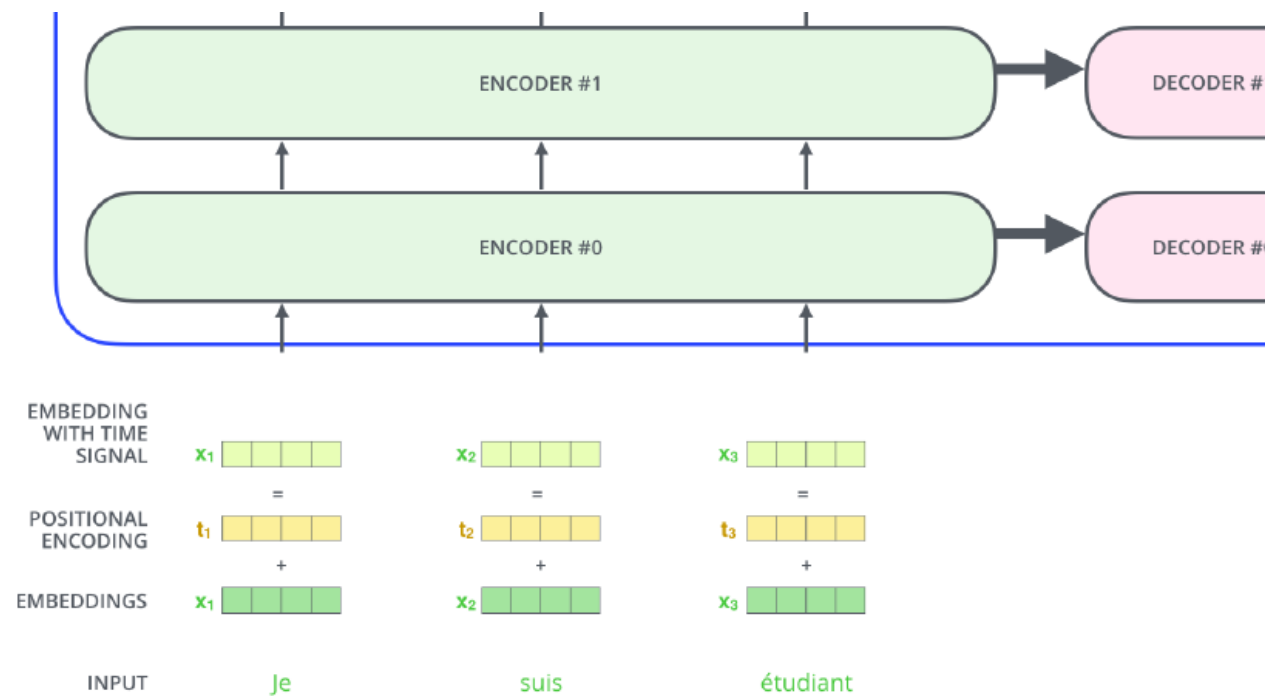 ENCODER #1
DECODER #
ENCODER #0
DECODER #0
EMBEDDING
WITH TIME
SIGNAL
x₁
x₂
x₃
=
=
=
POSITIONAL
ENCODING
t₁
t₂
t₃
+
+
+
EMBEDDINGS
x₁
x₂
x₃
INPUT
Je
suis
étudiant